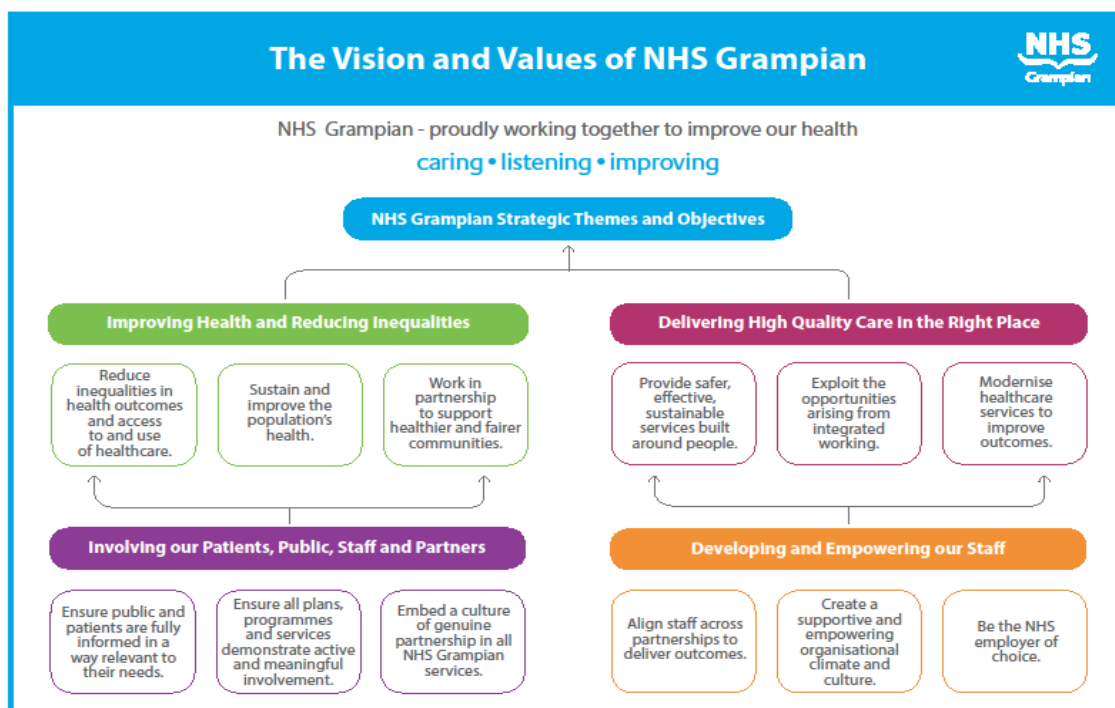 The Vision and Values of NHS Grampian
NHS
Grampian
NHS Grampian - proudly working together to improve our health
caring • listening • improving
NHS Grampian Strategic Themes and Objectives
Improving Health and Reducing Inequalities
Reduce
inequalities in
health outcomes
and access
to and use
of healthcare.
Sustain and
improve the
population's
health.
Work in
partnership
to support
healthier and fairer
communities.
Delivering High Quality Care in the Right Place
Provide safer,
effective,
sustainable
services built
around people.
Exploit the
opportunities
arising from
integrated
working.
Modernise
healthcare
services to
improve
outcomes.
Involving our Patients, Public, Staff and Partners
Ensure public and
patients are fully
informed in a
way relevant to
their needs.
Ensure all plans,
programmes
and services
demonstrate active
and meaningful
involvement.
Embed a culture
of genuine
partnership in all
NHS Grampian
services.
Developing and Empowering our Staff
Align staff across
partnerships to
deliver outcomes.
Create a
supportive and
empowering
organisational
climate and
culture.
Be the NHS
employer of
choice.